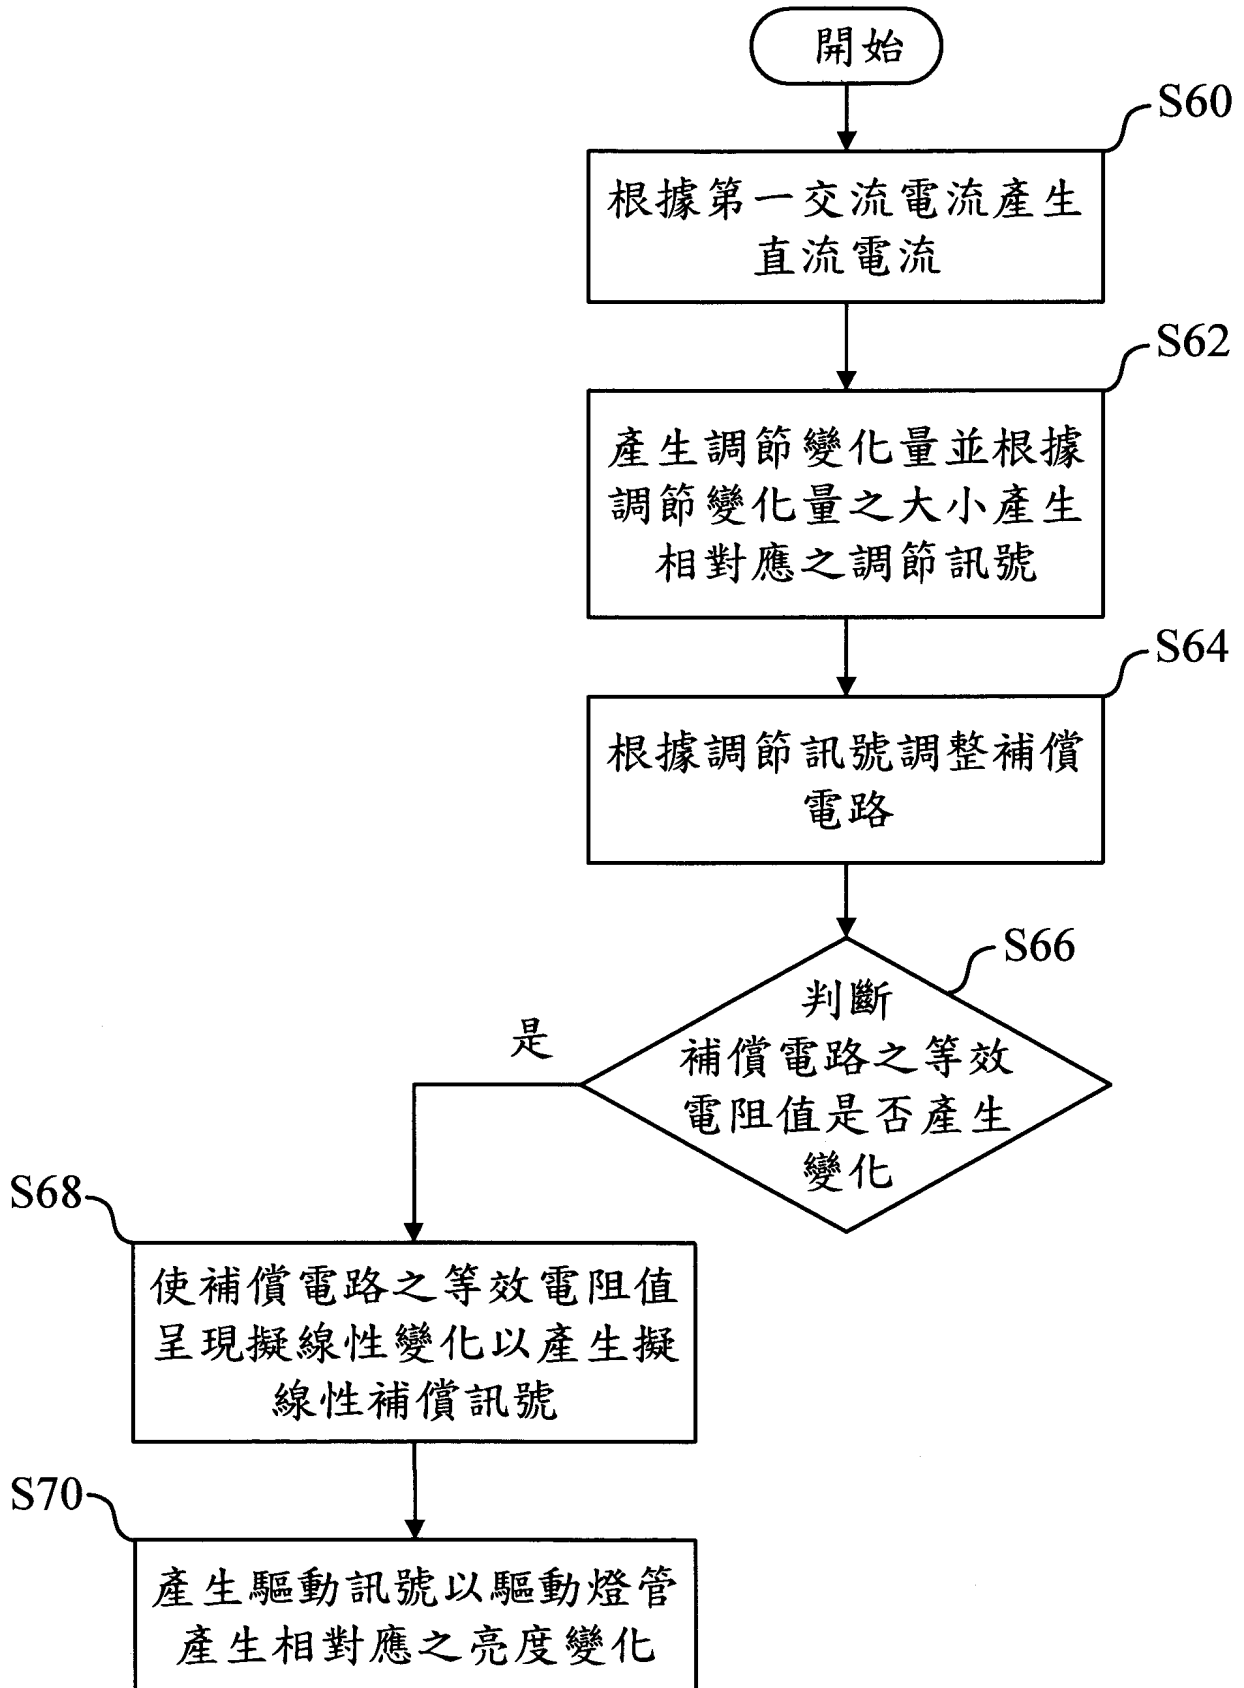 開始
S60
根據第一交流電流產生
直流電流
S62
產生調節變化量並根據
調節變化量之大小產生
相對應之調節訊號
S64
根據調節訊號調整補償
電路
S66
判斷
補償電路之等效
電阻值是否產生
變化
是
S68
使補償電路之等效電阻值
呈現擬線性變化以產生擬
線性補償訊號
S70
產生驅動訊號以驅動燈管
產生相對應之亮度變化